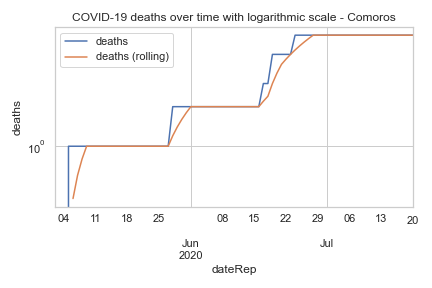 COVID-19 deaths over time with logarithmic scale - Comoros
deaths
deaths (rolling)
deaths
10^0
04 11 18 25 08 15 22 29 06 13 20
Jun Jul
2020
dateRep